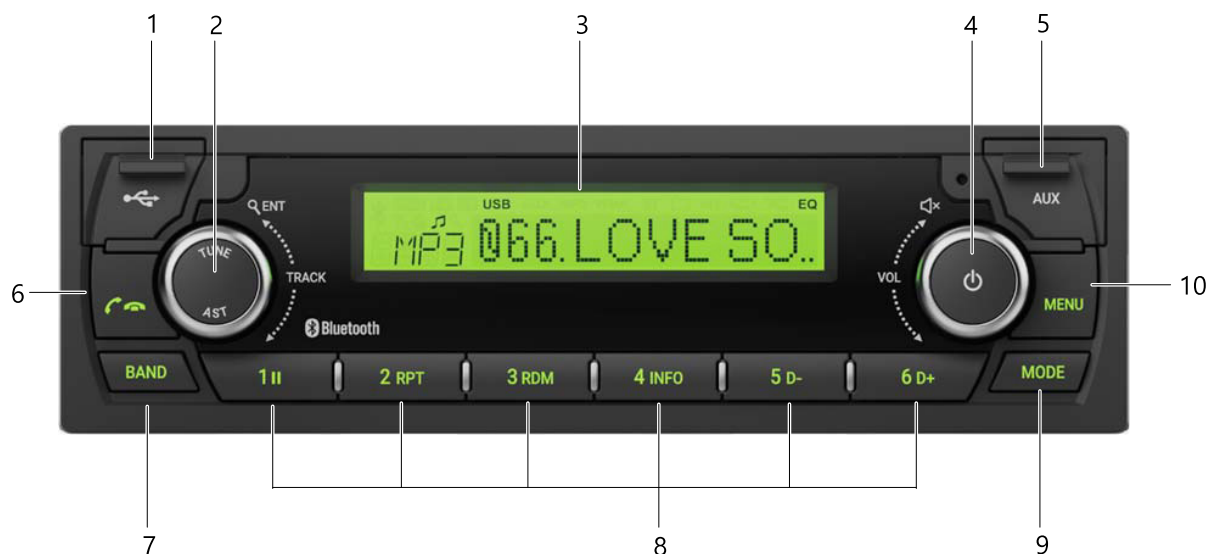 1 2 3 4 5
USB EQ
MP3 066. LOVE SO..
ENT
TUNE
AST
TRACK
Bluetooth
VOL
AUX
6
10
MENU
BAND
1 2 RPT 3 RDM 4 INFO 5 D- 6 D+
MODE
7 8 9